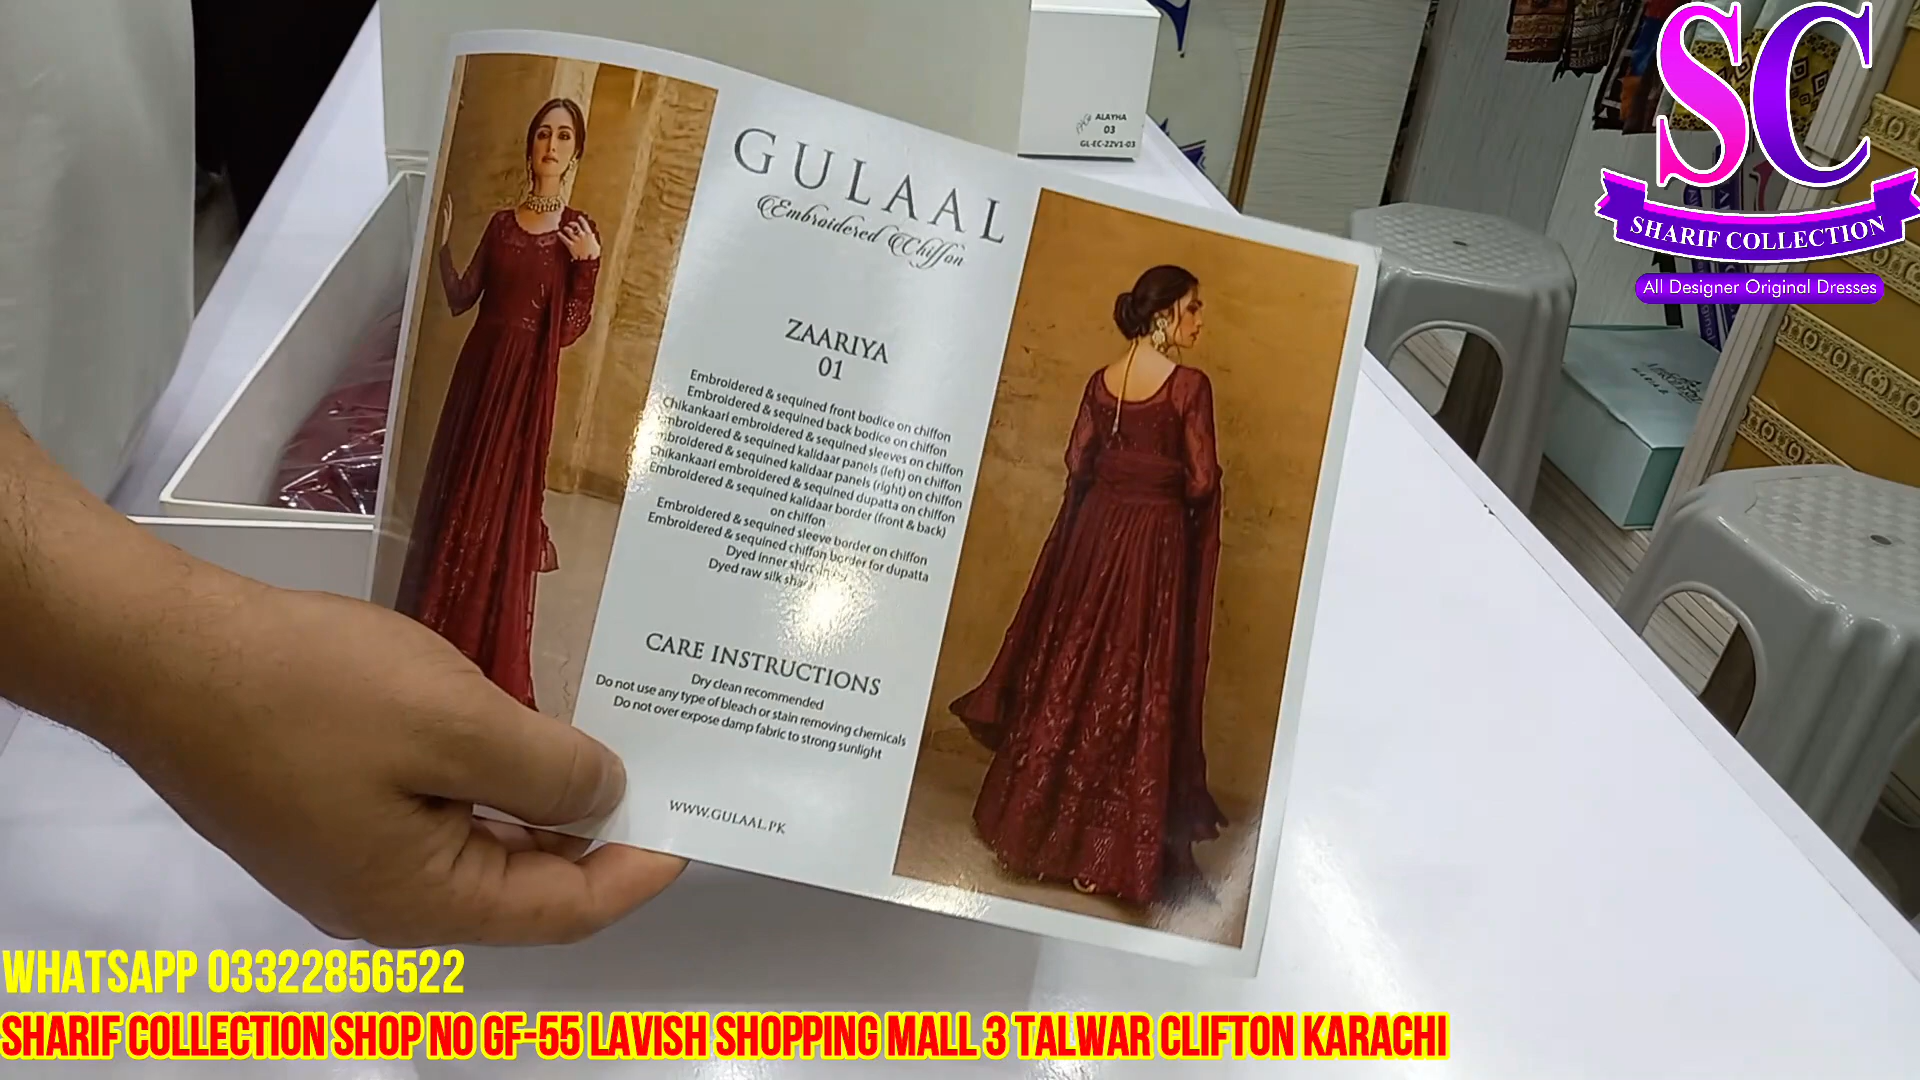 GULAAL
Embroidered Chiffon
ZAARIYA
01
Embroidered & sequined front bodice on chiffon
Embroidered & sequined back bodice on chiffon
Chikankaari embroidered & sequined sleeves on chiffon
Embroidered & sequined kalidaar panels (left) on chiffon
Embroidered & sequined kalidaar panels (right) on chiffon
Chikankaari embroidered & sequined dupatta on chiffon
Embroidered & sequined kalidaar border (front & back)
on chiffon
Embroidered & sequined sleeve border on chiffon
Embroidered & sequined chiffon border for dupatta
Dyed inner shirt
Dyed raw silk
CARE INSTRUCTIONS
Dry clean recommended
Do not use any type of bleach or stain removing chemicals
Do not over expose damp fabric to strong sunlight
WWW.GULAAL.PK
ALAYHA
03
GL-EC-22V1-03
SC
SHARIF COLLECTION
All Designer Original Dresses
WHATSAPP 03322856522
SHARIF COLLECTION SHOP NO GF-55 LAVISH SHOPPING MALL 3 TALWAR CLIFTON KARACHI